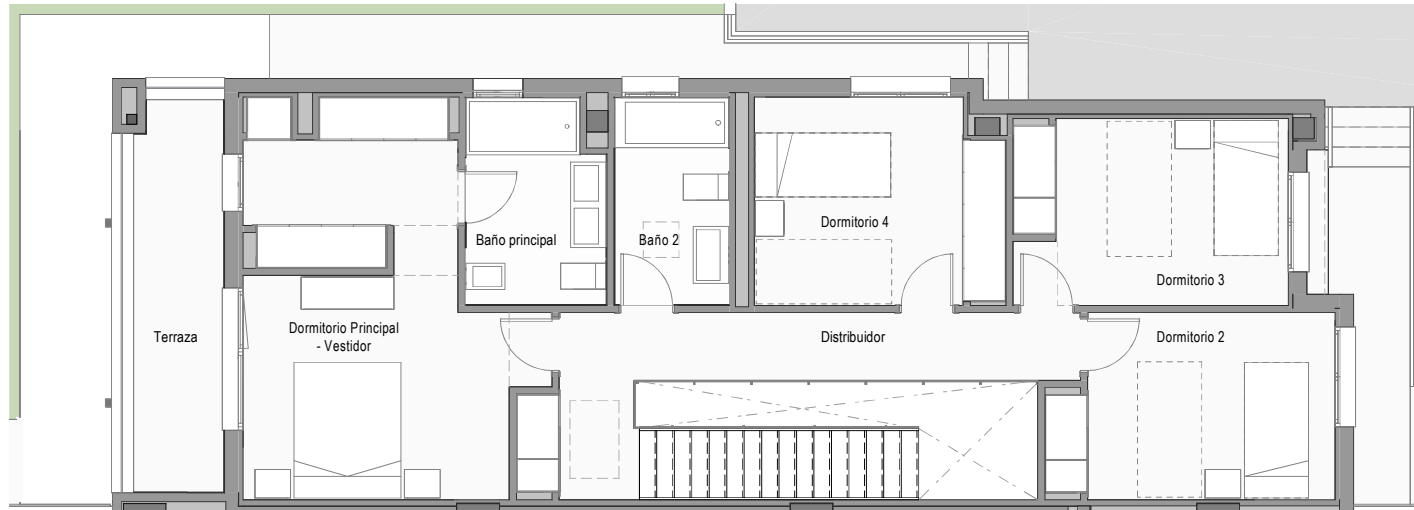 Terraza
Dormitorio Principal
- Vestidor
Baño principal
Baño 2
Dormitorio 4
Dormitorio 3
Distribuidor
Dormitorio 2